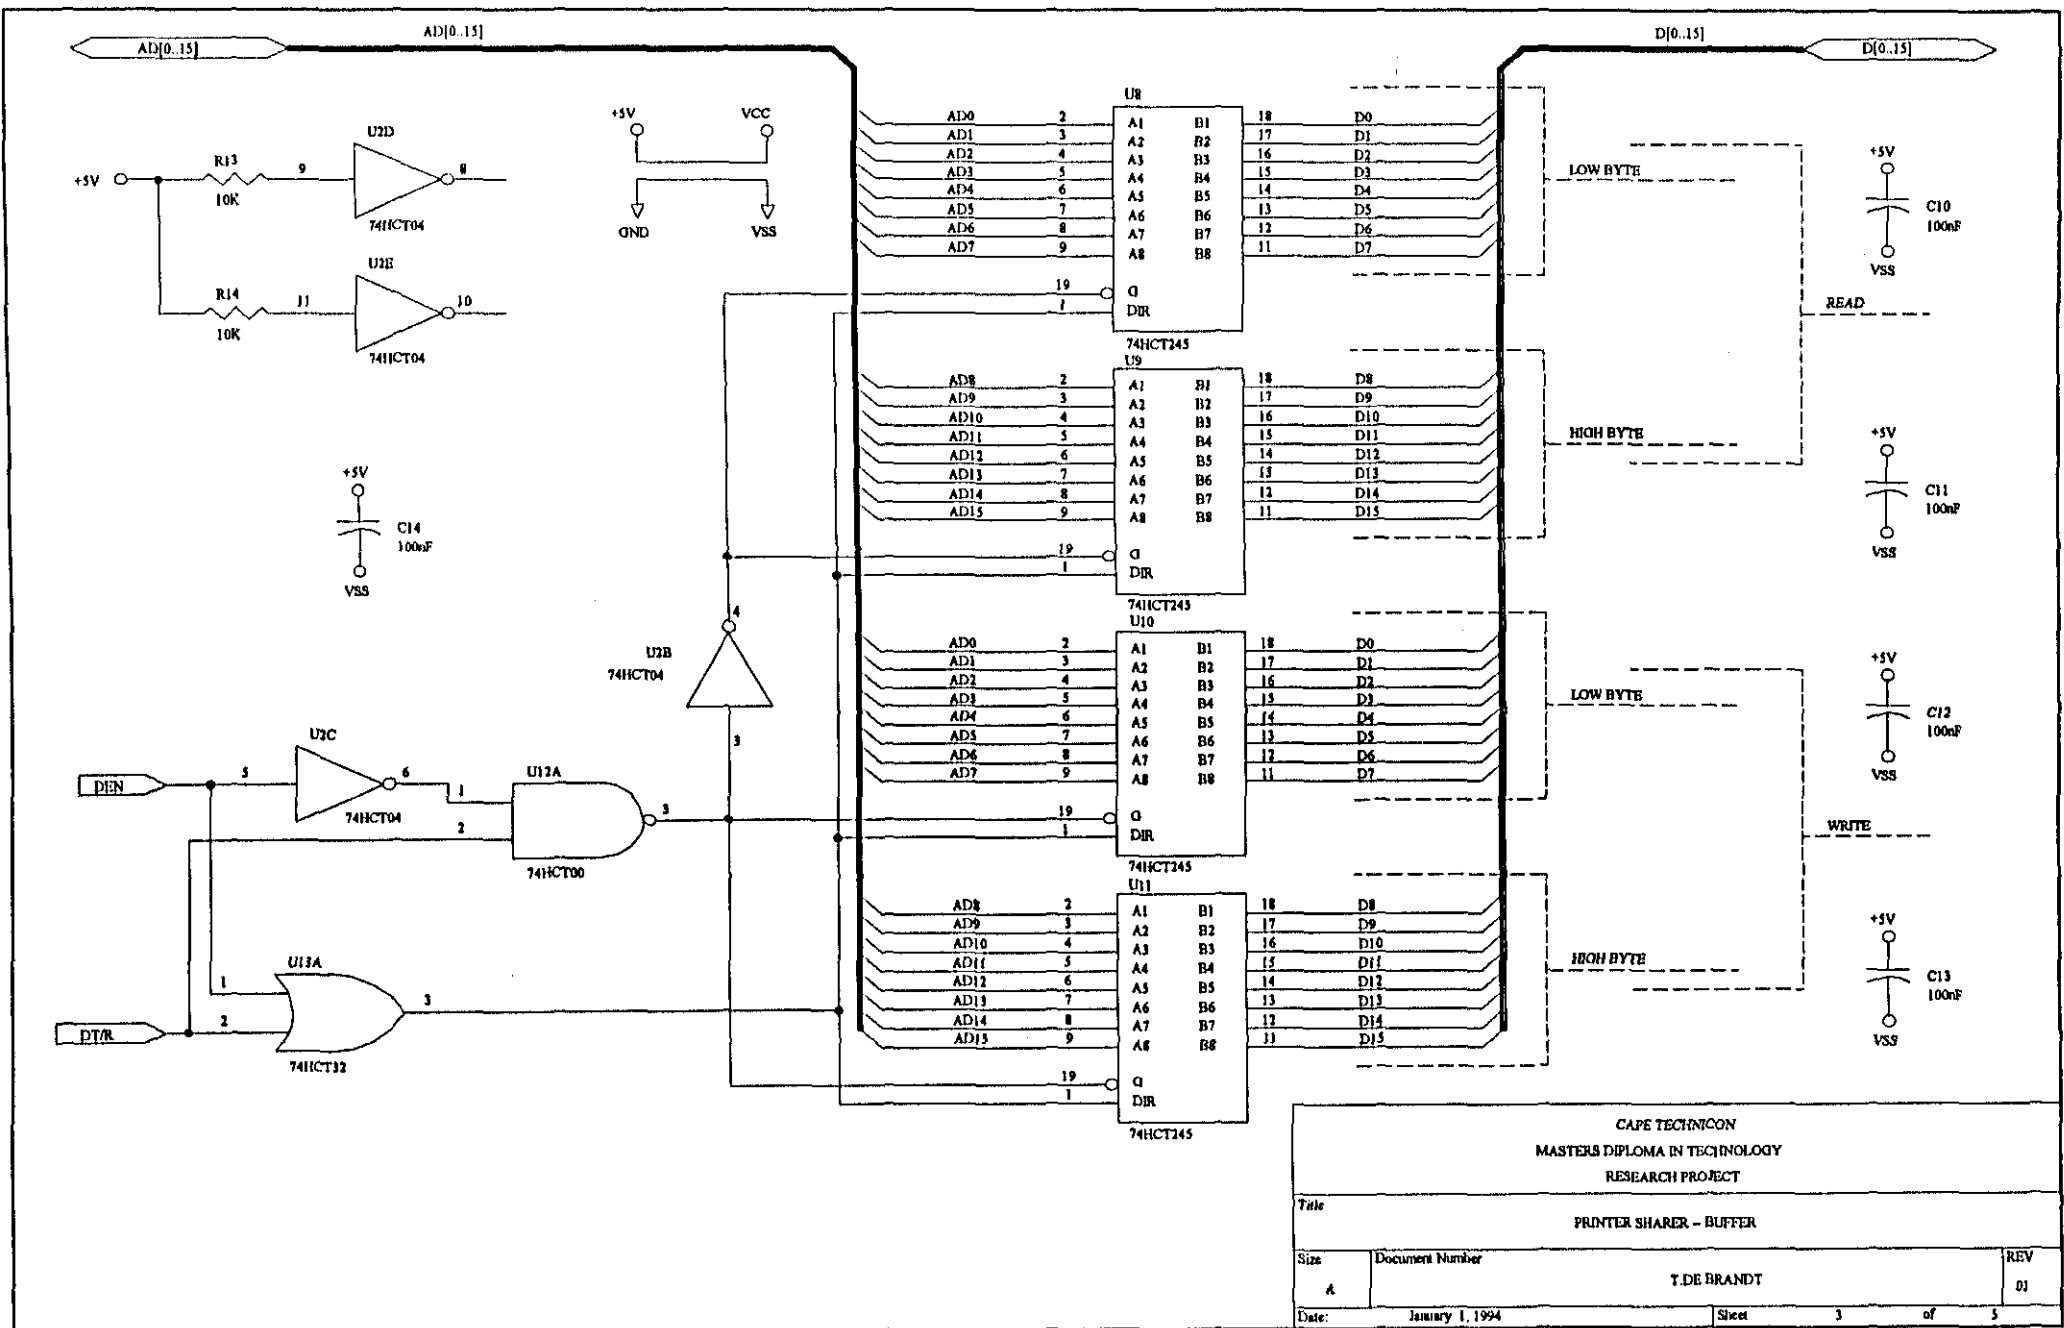 AD[0..15]
AD[0..15]
D[0..15]
D[0..15]
+5V
R13
10K
9
U2D
8
74HCT04
R14
10K
11
U2E
10
74HCT04
+5V
VCC
GND
VSS
+5V
C14
100nF
VSS
U8
AD0 2 A1 B1 18 D0
AD1 3 A2 B2 17 D1
AD2 4 A3 B3 16 D2
AD3 5 A4 B4 15 D3
AD4 6 A5 B5 14 D4
AD5 7 A6 B6 13 D5
AD6 8 A7 B7 12 D6
AD7 9 A8 B8 11 D7
19 G
1 DIR
74HCT245
LOW BYTE
U9
AD8 2 A1 B1 18 D8
AD9 3 A2 B2 17 D9
AD10 4 A3 B3 16 D10
AD11 5 A4 B4 15 D11
AD12 6 A5 B5 14 D12
AD13 7 A6 B6 13 D13
AD14 8 A7 B7 12 D14
AD15 9 A8 B8 11 D15
19 G
1 DIR
74HCT245
HIGH BYTE
READ
U10
AD0 2 A1 B1 18 D0
AD1 3 A2 B2 17 D1
AD2 4 A3 B3 16 D2
AD3 5 A4 B4 15 D3
AD4 6 A5 B5 14 D4
AD5 7 A6 B6 13 D5
AD6 8 A7 B7 12 D6
AD7 9 A8 B8 11 D7
19 G
1 DIR
74HCT245
LOW BYTE
U11
AD8 2 A1 B1 18 D8
AD9 3 A2 B2 17 D9
AD10 4 A3 B3 16 D10
AD11 5 A4 B4 15 D11
AD12 6 A5 B5 14 D12
AD13 7 A6 B6 13 D13
AD14 8 A7 B7 12 D14
AD15 9 A8 B8 11 D15
19 G
1 DIR
74HCT245
HIGH BYTE
WRITE
+5V
C10
100nF
VSS
+5V
C11
100nF
VSS
+5V
C12
100nF
VSS
+5V
C13
100nF
VSS
4
U2B
74HCT04
3
DEN
5
U2C
6
74HCT04
1
2
U12A
3
74HCT00
DT/R
1
2
U13A
3
74HCT32
CAPE TECHNICON
MASTERS DIPLOMA IN TECHNOLOGY
RESEARCH PROJECT
Title
PRINTER SHARER - BUFFER
Size
A
Document Number
T.DE BRANDT
REV
01
Date: January 1, 1994 Sheet 3 of 5